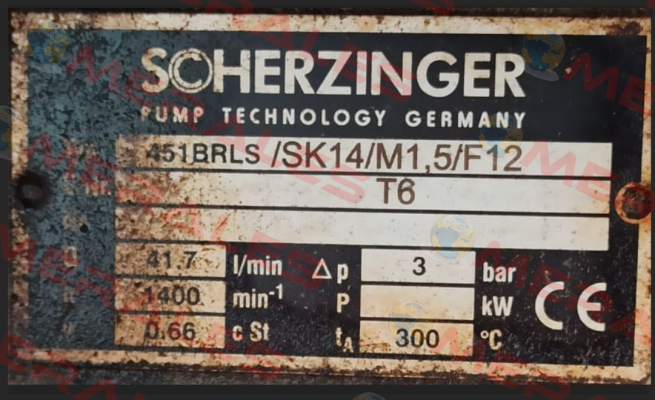 SCHERZINGER
PUMP TECHNOLOGY GERMANY
451BRLS /SK14/M1,5/F12
T6
41.7 l/min Δp 3 bar
1400 min-1 P kW
0.66 c St tA 300 °C
CE